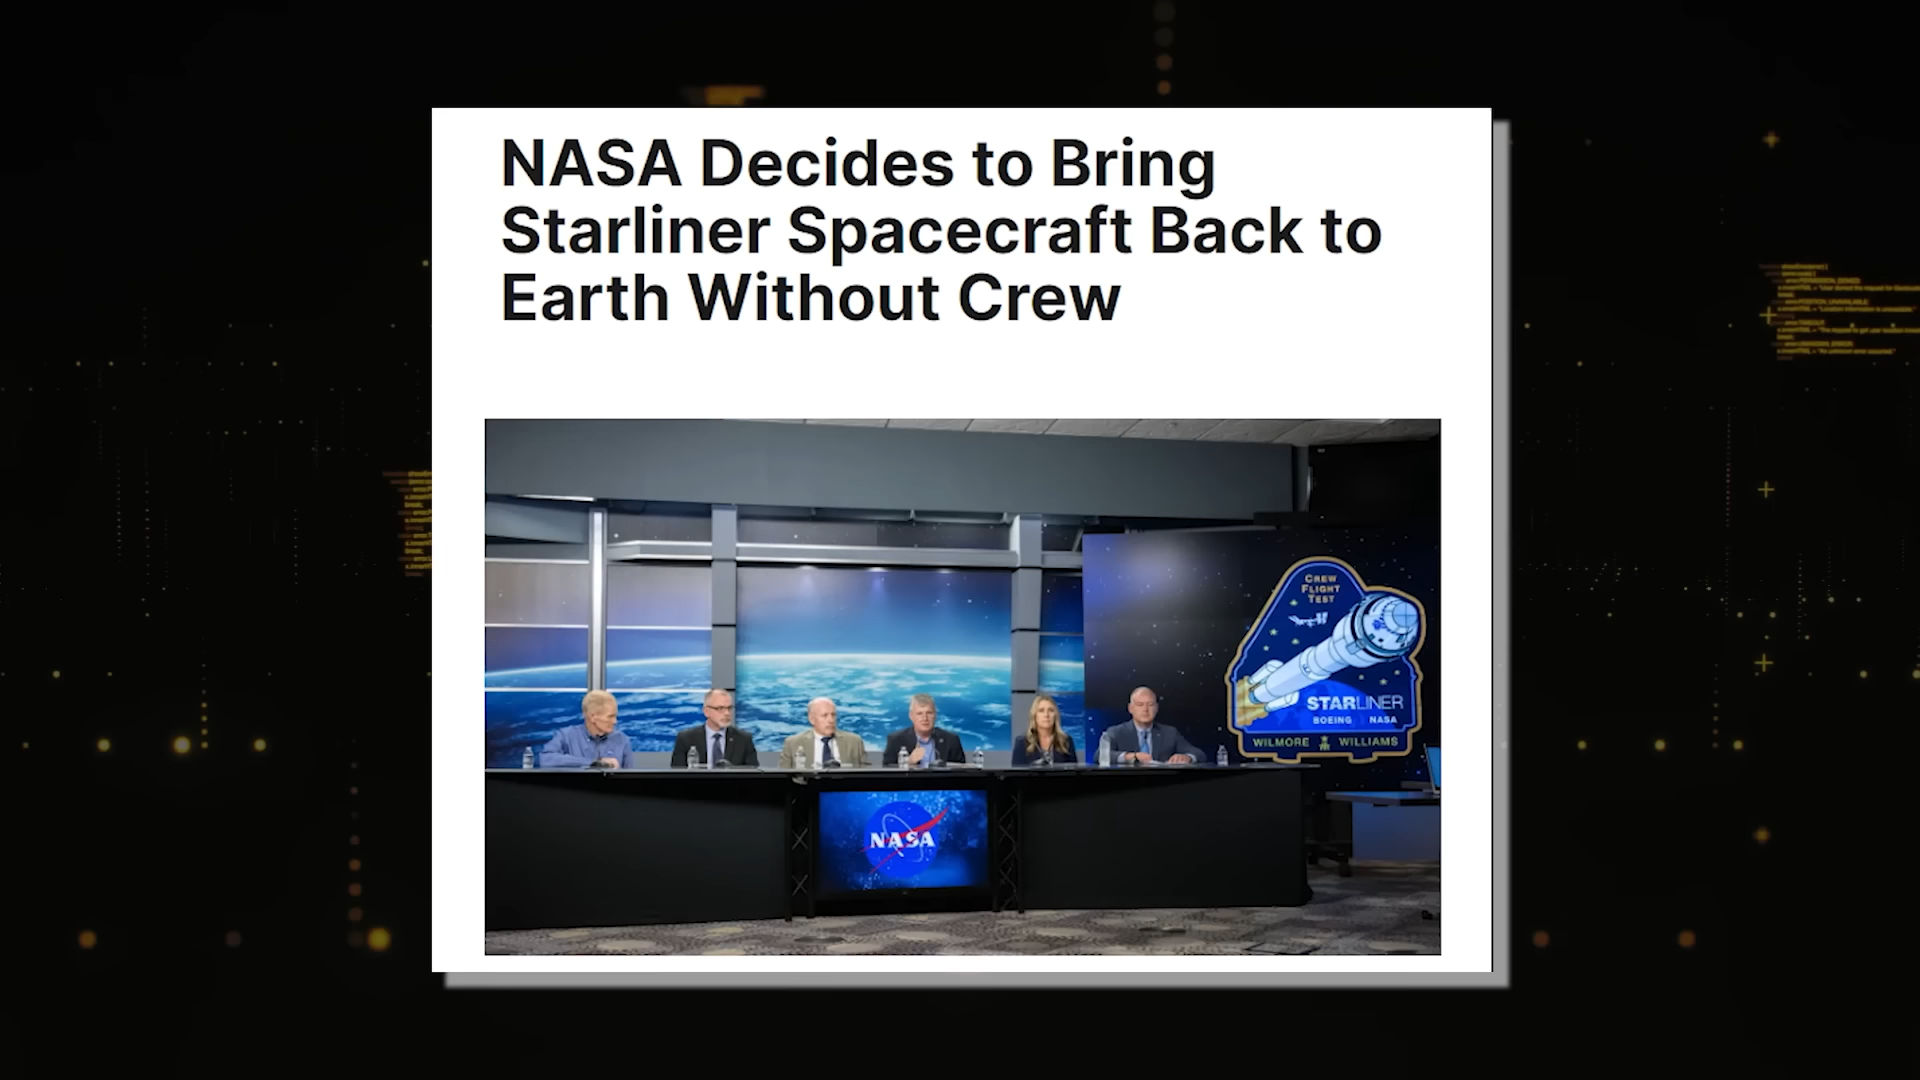 NASA Decides to Bring
Starliner Spacecraft Back to
Earth Without Crew
CREW
FLIGHT
TEST
STARLINER
BOEING NASA
WILMORE WILLIAMS
NASA